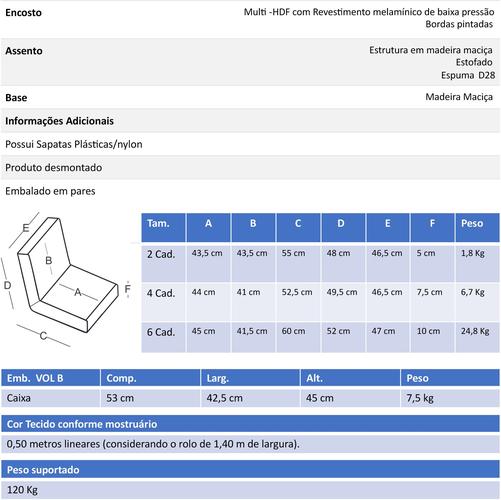 Encosto Multi -HDF com Revestimento melamínico de baixa pressão
Bordas pintadas
Assento Estrutura em madeira maciça
Estofado
Espuma D28
Base Madeira Maciça
Informações Adicionais
Possui Sapatas Plásticas/nylon
Produto desmontado
Embalado em pares
E
B
D
A
F
C
Tam. A B C D E F Peso
2 Cad. 43,5 cm 43,5 cm 55 cm 48 cm 46,5 cm 5 cm 1,8 Kg
4 Cad. 44 cm 41 cm 52,5 cm 49,5 cm 46,5 cm 7,5 cm 6,7 Kg
6 Cad. 45 cm 41,5 cm 60 cm 52 cm 47 cm 10 cm 24,8 Kg
Emb. VOL B Comp. Larg. Alt. Peso
Caixa 53 cm 42,5 cm 45 cm 7,5 kg
Cor Tecido conforme mostruário
0,50 metros lineares (considerando o rolo de 1,40 m de largura).
Peso suportado
120 Kg